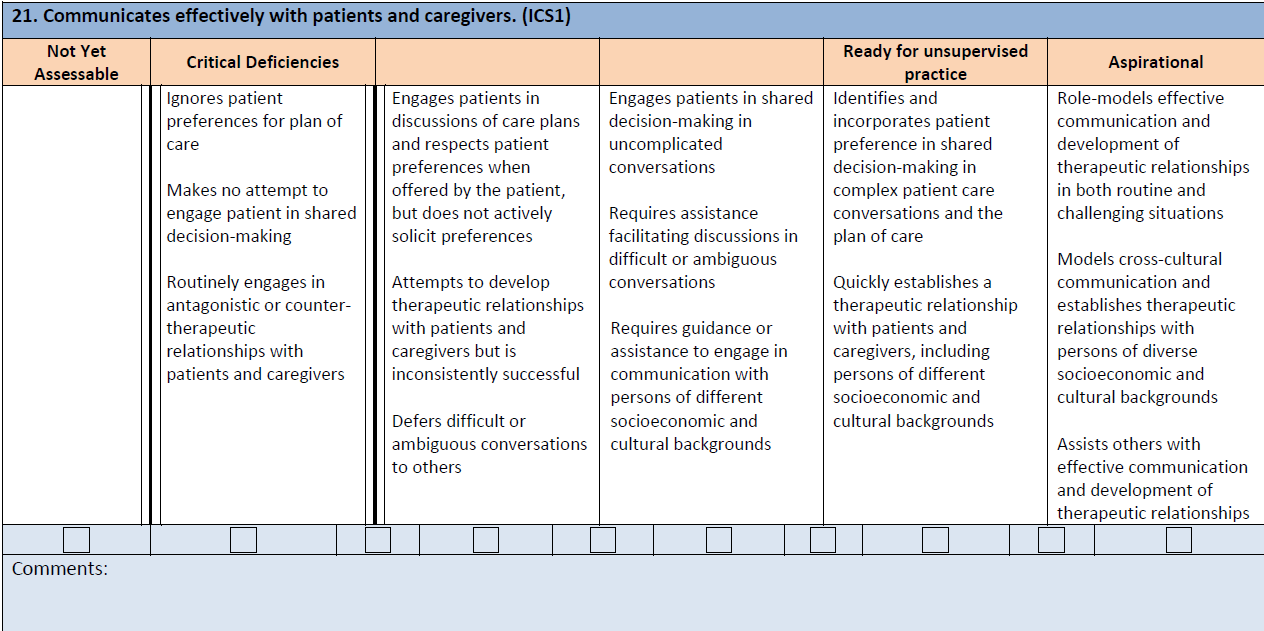 21. Communicates effectively with patients and caregivers. (ICS1)
Not Yet
Assessable
Critical Deficiencies
Ready for unsupervised
practice
Aspirational
Ignores patient
preferences for plan of
care
Makes no attempt to
engage patient in shared
decision-making
Routinely engages in
antagonistic or counter-
therapeutic
relationships with
patients and caregivers
Engages patients in
discussions of care plans
and respects patient
preferences when
offered by the patient,
but does not actively
solicit preferences
Attempts to develop
therapeutic relationships
with patients and
caregivers but is
inconsistently successful
Defers difficult or
ambiguous conversations
to others
Engages patients in shared
decision-making in
uncomplicated
conversations
Requires assistance
facilitating discussions in
difficult or ambiguous
conversations
Requires guidance or
assistance to engage in
communication with
persons of different
socioeconomic and
cultural backgrounds
Identifies and
incorporates patient
preference in shared
decision-making in
complex patient care
conversations and the
plan of care
Quickly establishes a
therapeutic relationship
with patients and
caregivers, including
persons of different
socioeconomic and
cultural backgrounds
Role-models effective
communication and
development of
therapeutic relationships
in both routine and
challenging situations
Models cross-cultural
communication and
establishes therapeutic
relationships with
persons of diverse
socioeconomic and
cultural backgrounds
Assists others with
effective communication
and development of
therapeutic relationships
Comments: